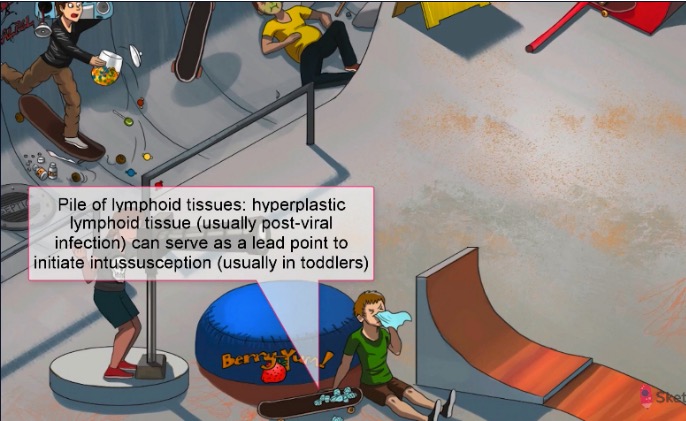 Pile of lymphoid tissues: hyperplastic
lymphoid tissue (usually post-viral
infection) can serve as a lead point to
initiate intussusception (usually in toddlers)
Berry Yum!
Sket